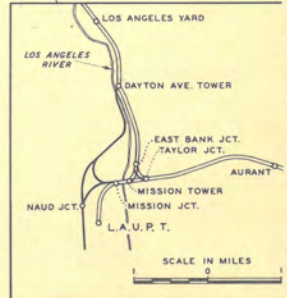 LOS ANGELES YARD
LOS ANGELES
RIVER
DAYTON AVE. TOWER
EAST BANK JCT.
TAYLOR JCT.
AURANT
MISSION TOWER
NAUD JCT.
MISSION JCT.
L.A.U.P.T.
SCALE IN MILES
1 0 1